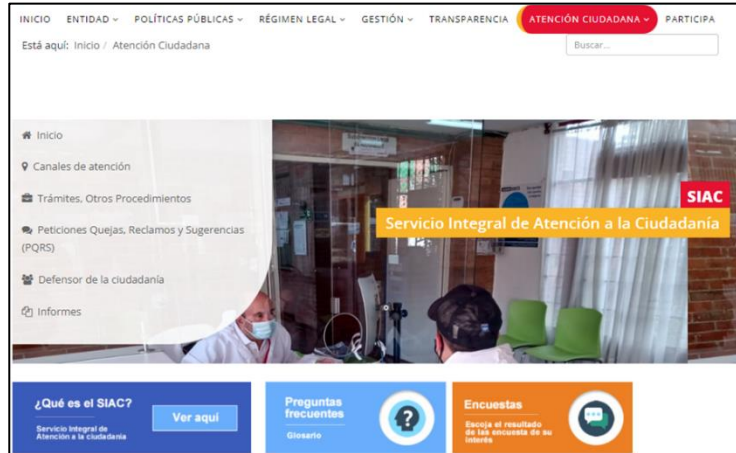 INICIO ENTIDAD POLÍTICAS PÚBLICAS RÉGIMEN LEGAL GESTIÓN TRANSPARENCIA ATENCIÓN CIUDADANA PARTICIPA
Está aquí: Inicio / Atención Ciudadana
Buscar...
Inicio
Canales de atención
Trámites, Otros Procedimientos
Peticiones Quejas, Reclamos y Sugerencias
(PQRS)
Defensor de la ciudadanía
Informes
SIAC
Servicio Integral de Atención a la Ciudadanía
¿Qué es el SIAC?
Servicio Integral de
Atención a la ciudadania
Ver aquí
Preguntas
frecuentes
Glosario
Encuestas
Escoja el resultado
de las encuesta de su
interés